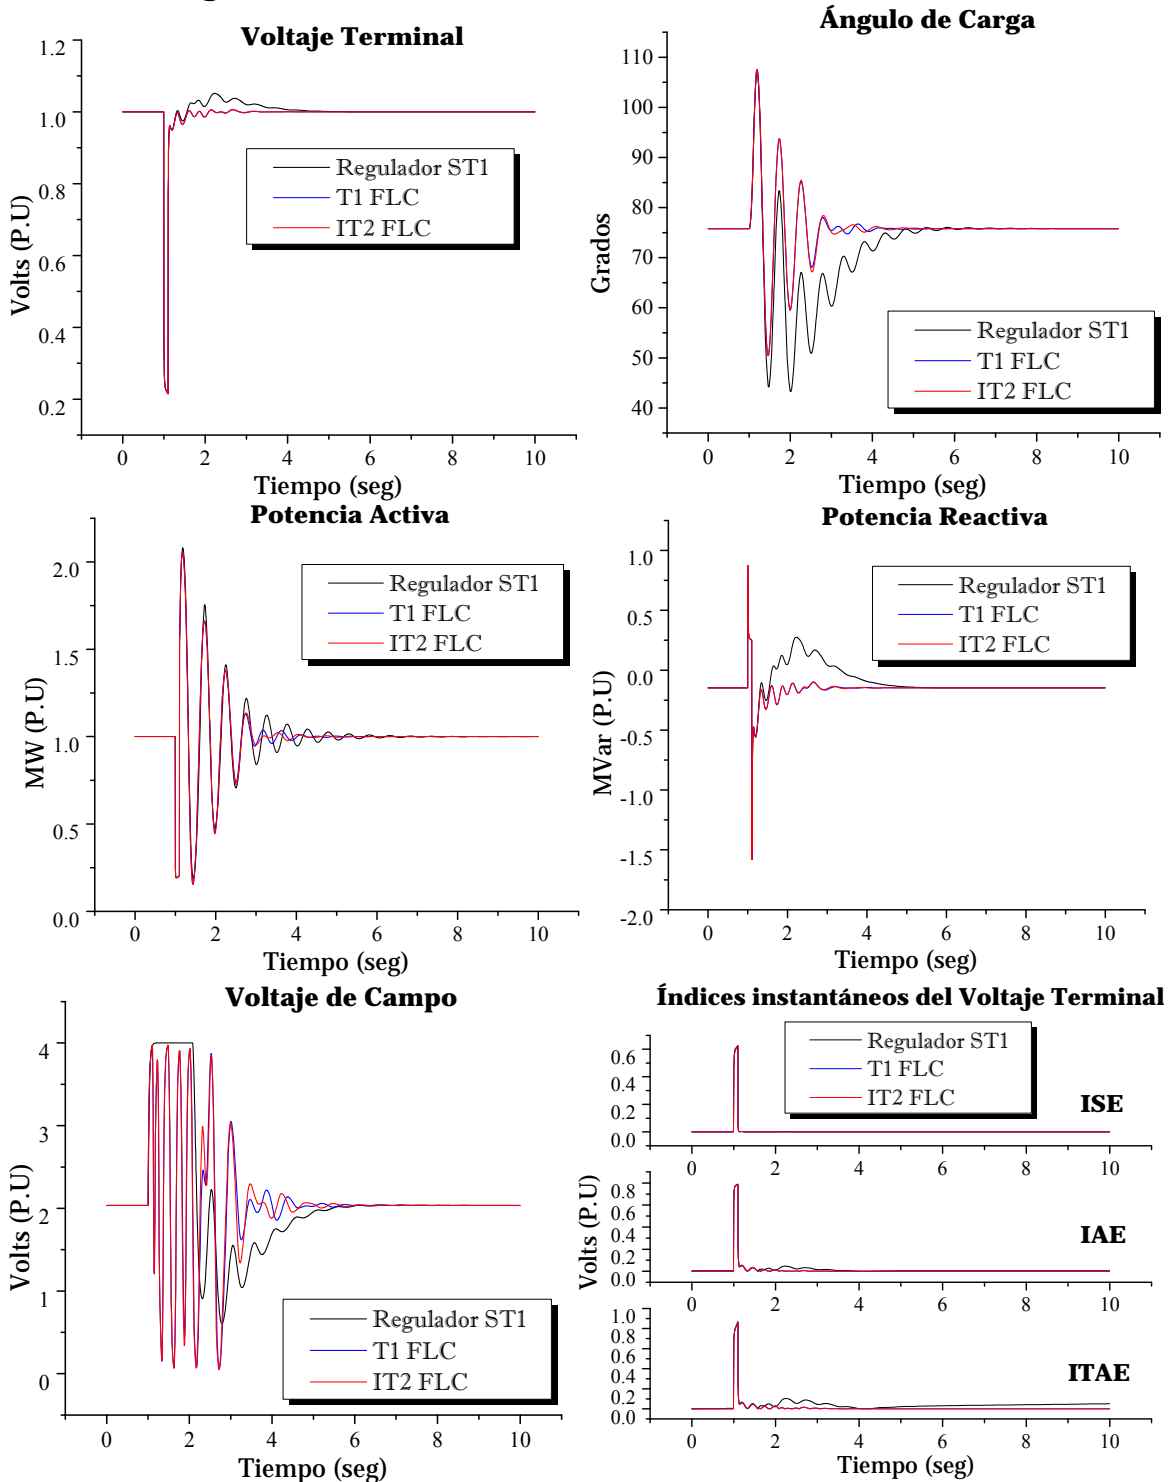 Voltaje Terminal
1.2
1.0
0.8
0.6
0.4
0.2
Volts (P.U)
Regulador ST1
T1 FLC
IT2 FLC
0 2 4 6 8 10
Tiempo (seg)
Ángulo de Carga
110
100
90
80
70
60
50
40
Grados
Regulador ST1
T1 FLC
IT2 FLC
0 2 4 6 8 10
Tiempo (seg)
Potencia Activa
2.0
1.5
1.0
0.5
0.0
MW (P.U)
Regulador ST1
T1 FLC
IT2 FLC
0 2 4 6 8 10
Tiempo (seg)
Potencia Reactiva
1.0
0.5
0.0
-0.5
-1.0
-1.5
-2.0
MVar (P.U)
Regulador ST1
T1 FLC
IT2 FLC
0 2 4 6 8 10
Tiempo (seg)
Voltaje de Campo
4
3
2
1
0
Volts (P.U)
Regulador ST1
T1 FLC
IT2 FLC
0 2 4 6 8 10
Tiempo (seg)
Índices instantáneos del Voltaje Terminal
Regulador ST1
T1 FLC
IT2 FLC
0.6
0.4
0.2
0.0
ISE
0 2 4 6 8 10
Volts (P.U)
0.8
0.6
0.4
0.2
0.0
IAE
0 2 4 6 8 10
1.0
0.8
0.6
0.4
0.2
0.0
ITAE
0 2 4 6 8 10
Tiempo (seg)